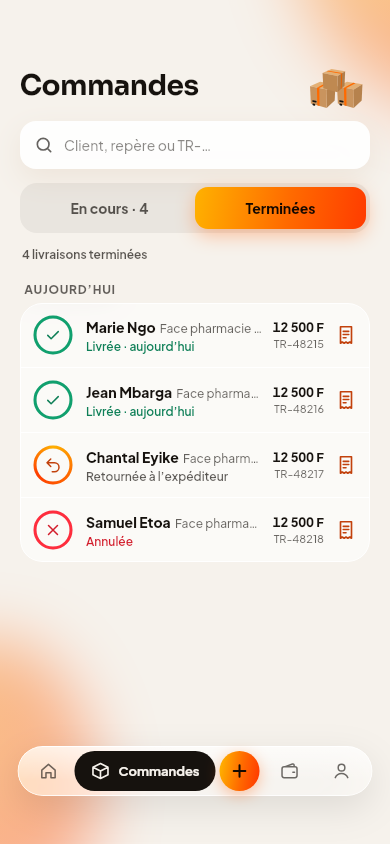 Commandes
Client, repère ou TR-…
En cours · 4
Terminées
4 livraisons terminées
AUJOURD’HUI
Marie Ngo Face pharmacie … 12 500 F
Livrée · aujourd’hui TR-48215
Jean Mbarga Face pharma… 12 500 F
Livrée · aujourd’hui TR-48216
Chantal Eyike Face pharm… 12 500 F
Retournée à l’expéditeur TR-48217
Samuel Etoa Face pharma… 12 500 F
Annulée TR-48218
Commandes